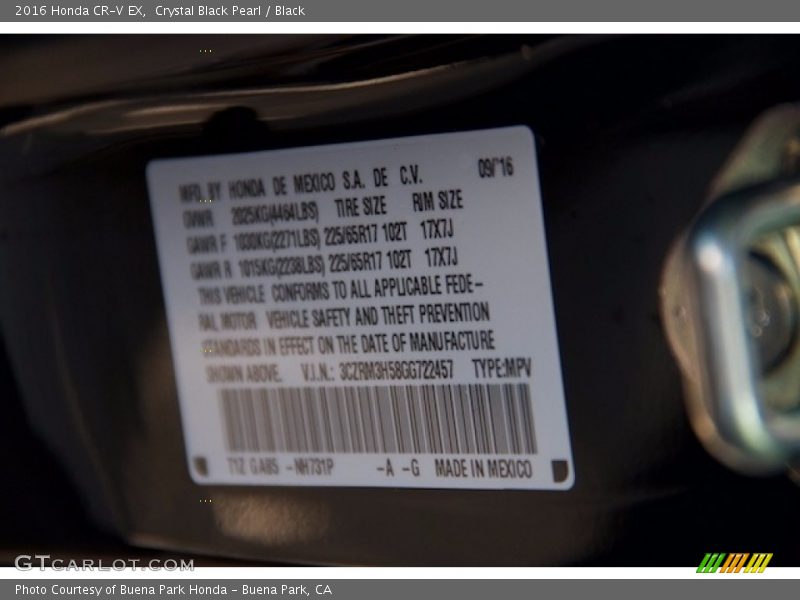 2016 Honda CR-V EX, Crystal Black Pearl / Black
MFD. BY HONDA DE MEXICO S.A. DE C.V. 09/'16
GVWR 2025KG(4464LBS) TIRE SIZE RIM SIZE
GAWR F 1030KG(2271LBS) 225/65R17 102T 17X7J
GAWR R 1015KG(2238LBS) 225/65R17 102T 17X7J
THIS VEHICLE CONFORMS TO ALL APPLICABLE FEDE-
RAL MOTOR VEHICLE SAFETY AND THEFT PREVENTION
STANDARDS IN EFFECT ON THE DATE OF MANUFACTURE
SHOWN ABOVE. V.I.N.: 3CZRM3H58GG722457 TYPE:MPV
T1Z G ABS -NH731P -A -G MADE IN MEXICO
GTCARLOT.COM
Photo Courtesy of Buena Park Honda - Buena Park, CA